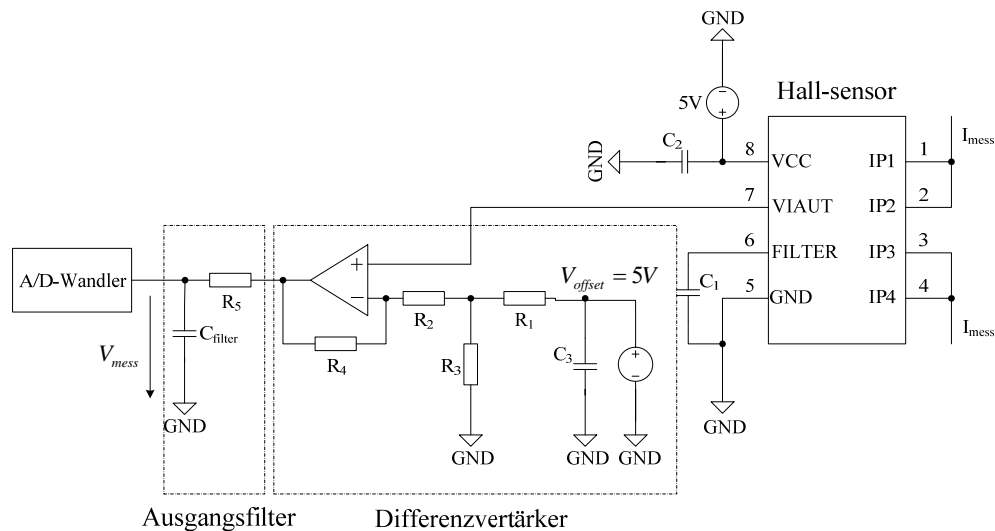 GND
Hall-sensor
5V
C2
GND
8
VCC
IP1
1
Imess
7
VIAUT
IP2
2
6
FILTER
IP3
3
5
GND
IP4
4
Imess
C1
GND
A/D-Wandler
R5
Cfilter
Vmess
GND
+
−
R4
R2
R1
R3
Voffset = 5V
C3
+
−
GND
GND
GND
Ausgangsfilter
Differenzvertärker